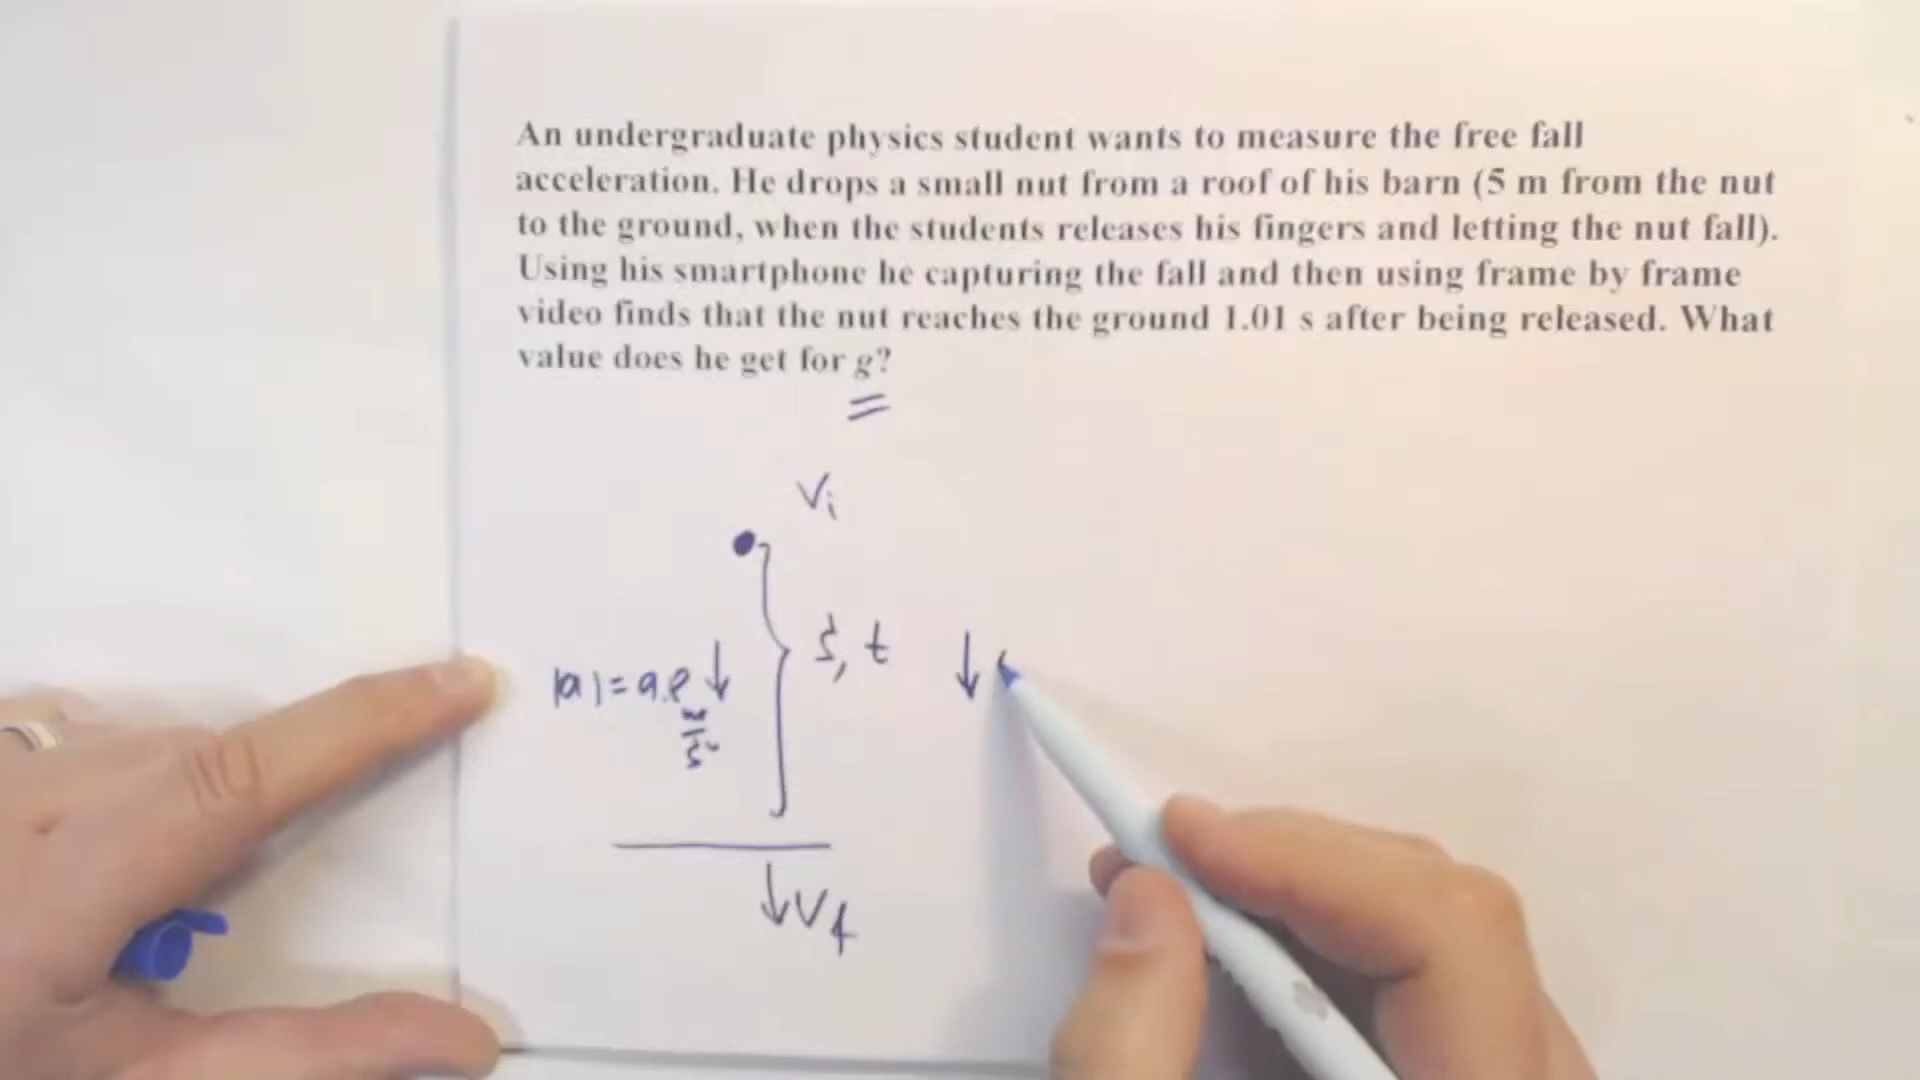 An undergraduate physics student wants to measure the free fall
acceleration. He drops a small nut from a roof of his barn (5 m from the nut
to the ground, when the students releases his fingers and letting the nut fall).
Using his smartphone he capturing the fall and then using frame by frame
video finds that the nut reaches the ground 1.01 s after being released. What
value does he get for g?
Vi
S, t
|a| = 9.8 ↓
m/s²
↓
↓ Vf